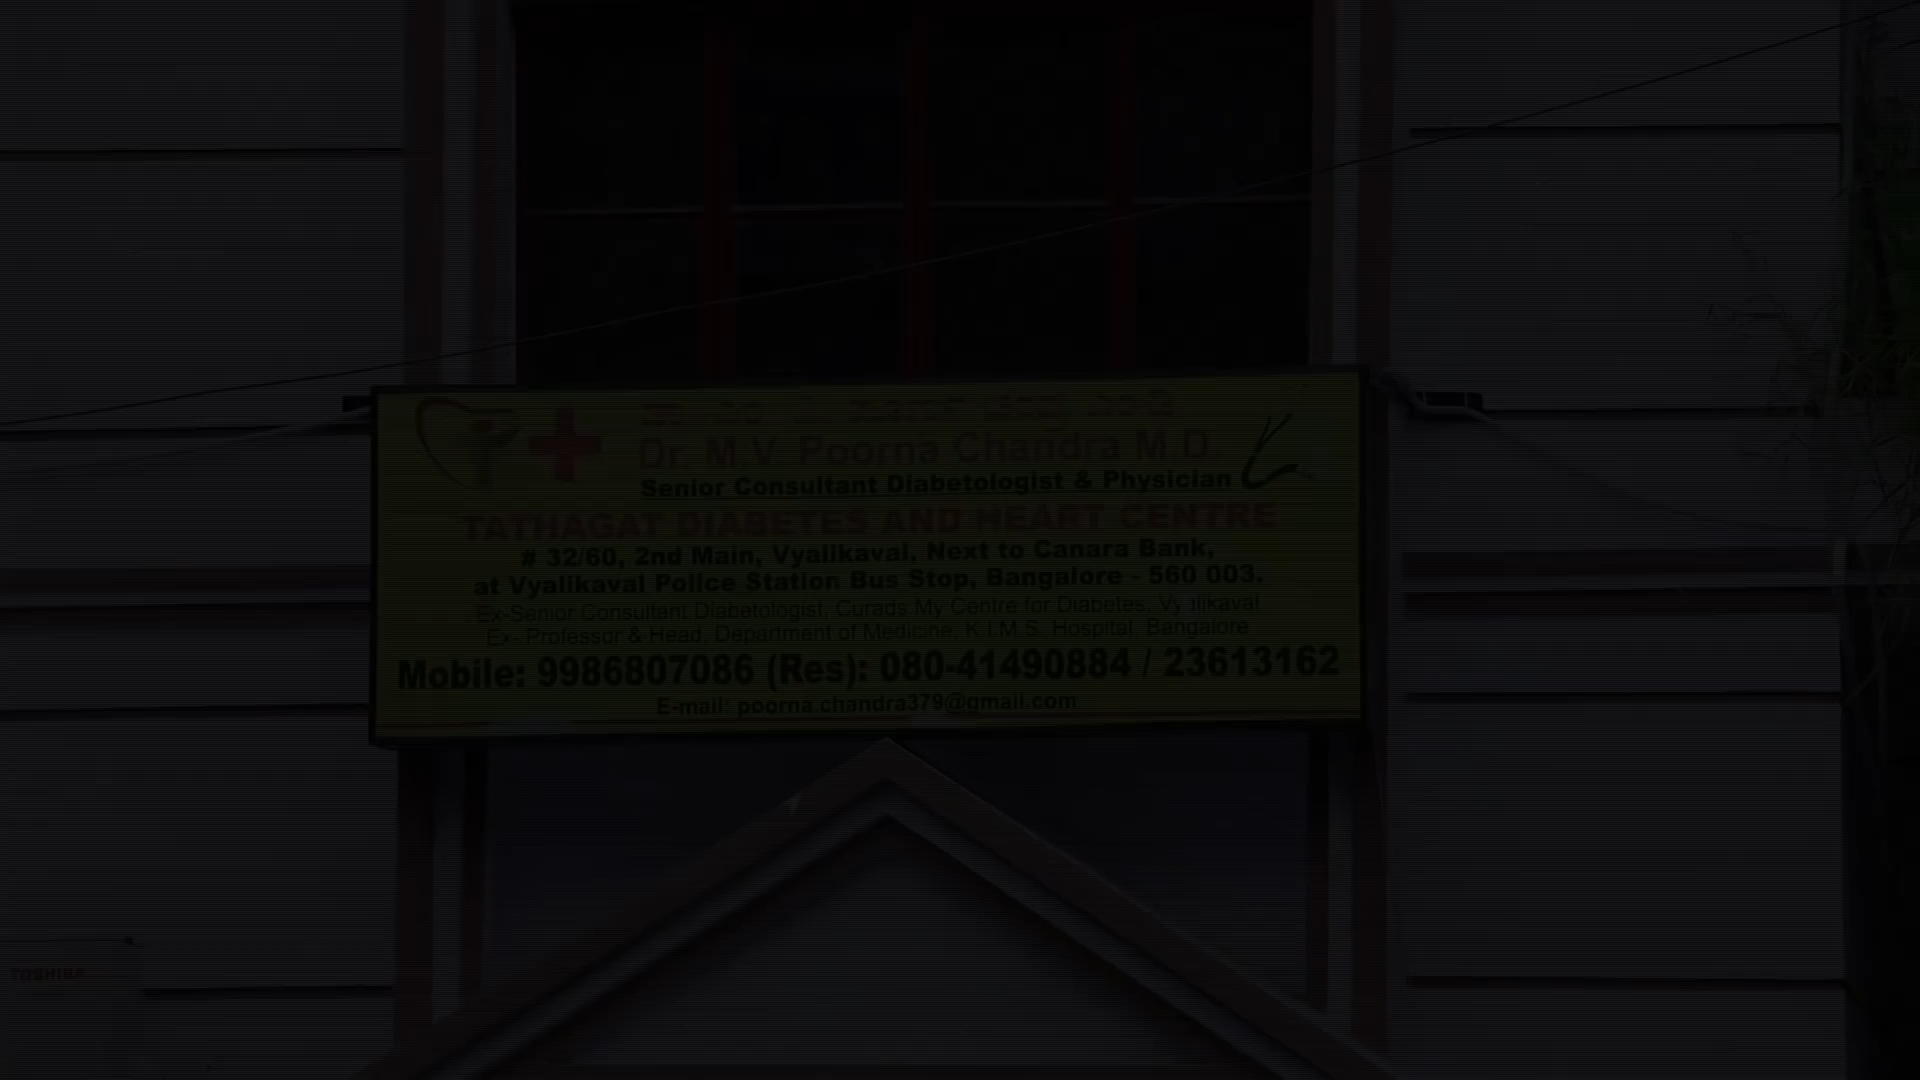 Dr. M.V. Poorna Chandra M.D.
Senior Consultant Diabetologist & Physician
TATHAGAT DIABETES AND HEART CENTRE
# 32/60, 2nd Main, Vyalikaval, Next to Canara Bank,
at Vyalikaval Police Station Bus Stop, Bangalore - 560 003.
Ex-Senior Consultant Diabetologist, Curads My Centre for Diabetes, Vyalikaval
Ex- Professor & Head, Department of Medicine, K.I.M.S. Hospital, Bangalore
Mobile: 9986807086 (Res): 080-41490884 / 23613162
E-mail: poorna.chandra379@gmail.com
TOSHIBA